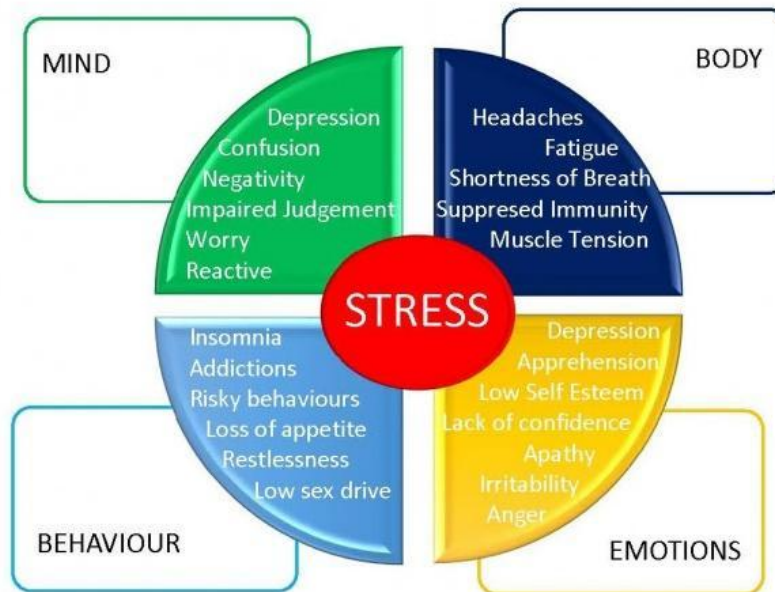 MIND
Depression
Confusion
Negativity
Impaired Judgement
Worry
Reactive
BODY
Headaches
Fatigue
Shortness of Breath
Suppresed Immunity
Muscle Tension
STRESS
Insomnia
Addictions
Risky behaviours
Loss of appetite
Restlessness
Low sex drive
BEHAVIOUR
Depression
Apprehension
Low Self Esteem
Lack of confidence
Apathy
Irritability
Anger
EMOTIONS